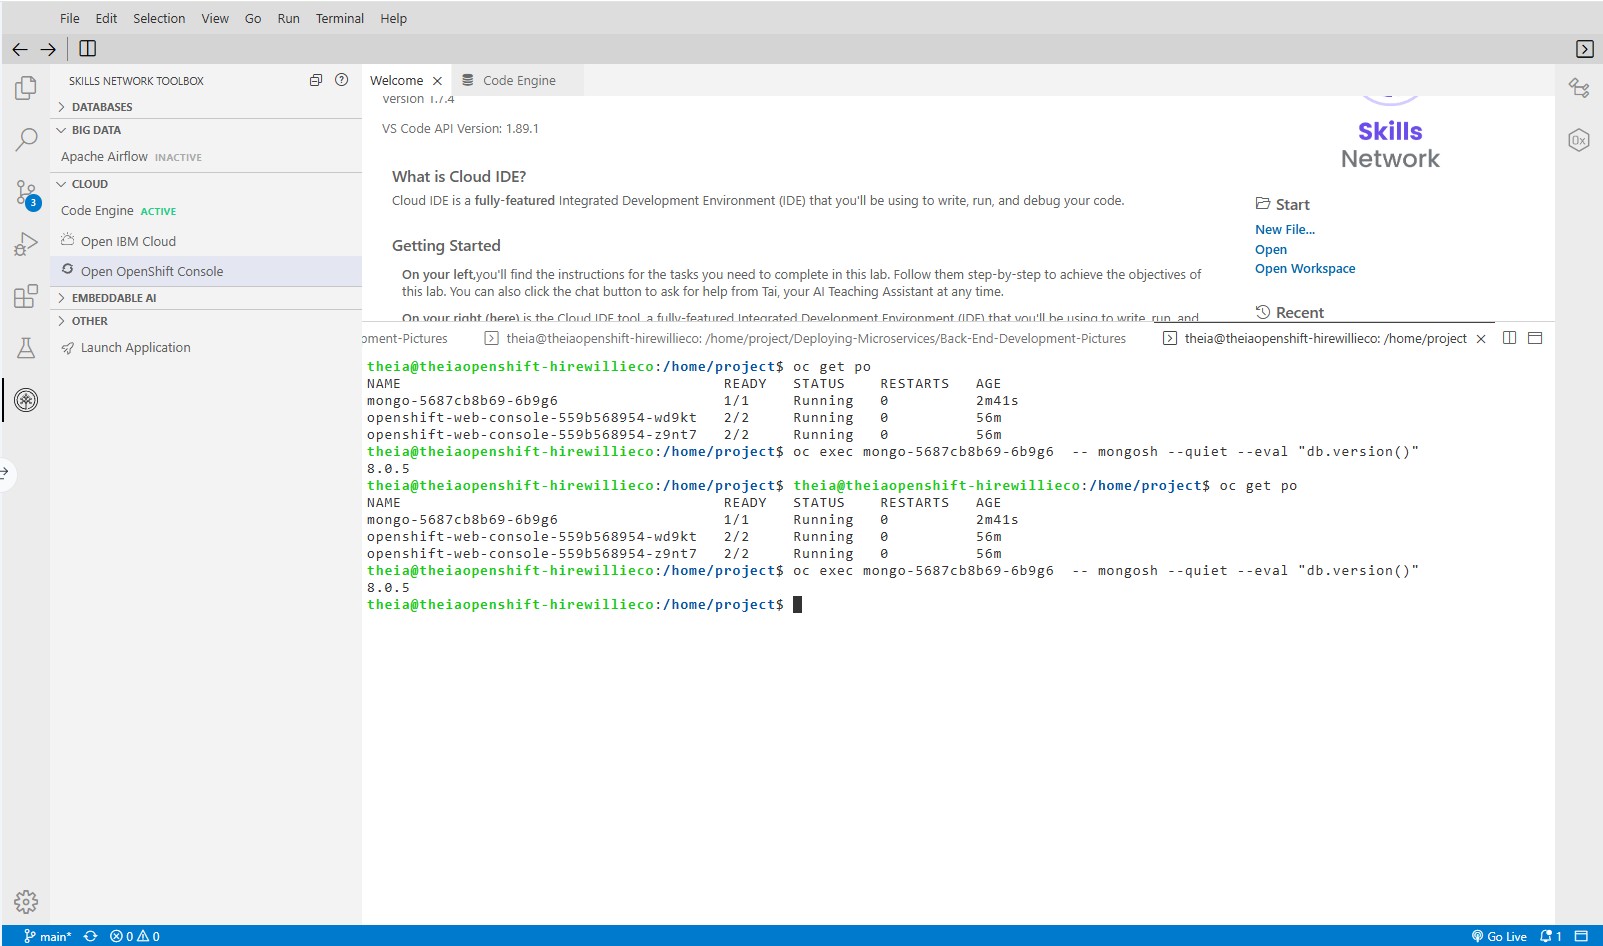 File Edit Selection View Go Run Terminal Help
SKILLS NETWORK TOOLBOX
DATABASES
BIG DATA
Apache Airflow INACTIVE
CLOUD
Code Engine ACTIVE
Open IBM Cloud
Open OpenShift Console
EMBEDDABLE AI
OTHER
Launch Application
3
Welcome
Code Engine
Version 1.7.4
VS Code API Version: 1.89.1
What is Cloud IDE?
Cloud IDE is a fully-featured Integrated Development Environment (IDE) that you'll be using to write, run, and debug your code.
Getting Started
On your left,you'll find the instructions for the tasks you need to complete in this lab. Follow them step-by-step to achieve the objectives of
this lab. You can also click the chat button to ask for help from Tai, your AI Teaching Assistant at any time.
On your right (here) is the Cloud IDE tool, a fully-featured Integrated Development Environment (IDE) that you'll be using to write, run, and
Skills
Network
Start
New File...
Open
Open Workspace
Recent
0x
pment-Pictures
theia@theiaopenshift-hirewillieco: /home/project/Deploying-Microservices/Back-End-Development-Pictures
theia@theiaopenshift-hirewillieco: /home/project
theia@theiaopenshift-hirewillieco:/home/project$ oc get po
NAME READY STATUS RESTARTS AGE
mongo-5687cb8b69-6b9g6 1/1 Running 0 2m41s
openshift-web-console-559b568954-wd9kt 2/2 Running 0 56m
openshift-web-console-559b568954-z9nt7 2/2 Running 0 56m
theia@theiaopenshift-hirewillieco:/home/project$ oc exec mongo-5687cb8b69-6b9g6 -- mongosh --quiet --eval "db.version()"
8.0.5
theia@theiaopenshift-hirewillieco:/home/project$ theia@theiaopenshift-hirewillieco:/home/project$ oc get po
NAME READY STATUS RESTARTS AGE
mongo-5687cb8b69-6b9g6 1/1 Running 0 2m41s
openshift-web-console-559b568954-wd9kt 2/2 Running 0 56m
openshift-web-console-559b568954-z9nt7 2/2 Running 0 56m
theia@theiaopenshift-hirewillieco:/home/project$ oc exec mongo-5687cb8b69-6b9g6 -- mongosh --quiet --eval "db.version()"
8.0.5
theia@theiaopenshift-hirewillieco:/home/project$
main* 0 0
Go Live 1